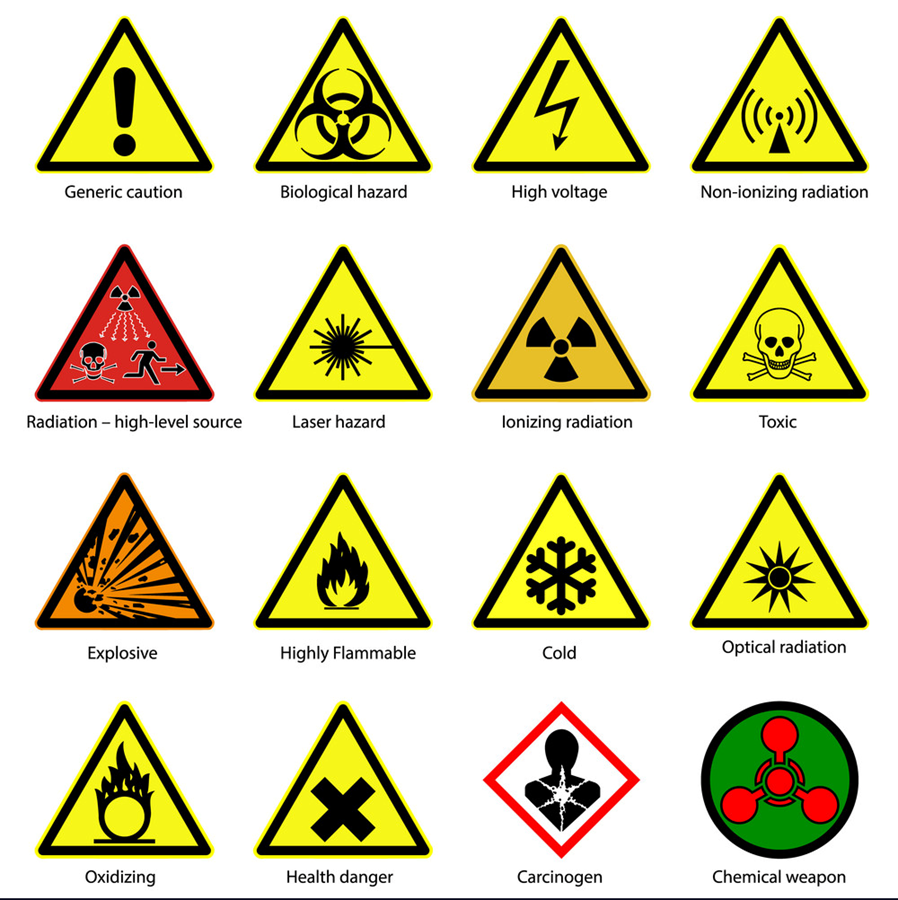 Generic caution
Biological hazard
High voltage
Non-ionizing radiation
Radiation – high-level source
Laser hazard
Ionizing radiation
Toxic
Explosive
Highly Flammable
Cold
Optical radiation
Oxidizing
Health danger
Carcinogen
Chemical weapon